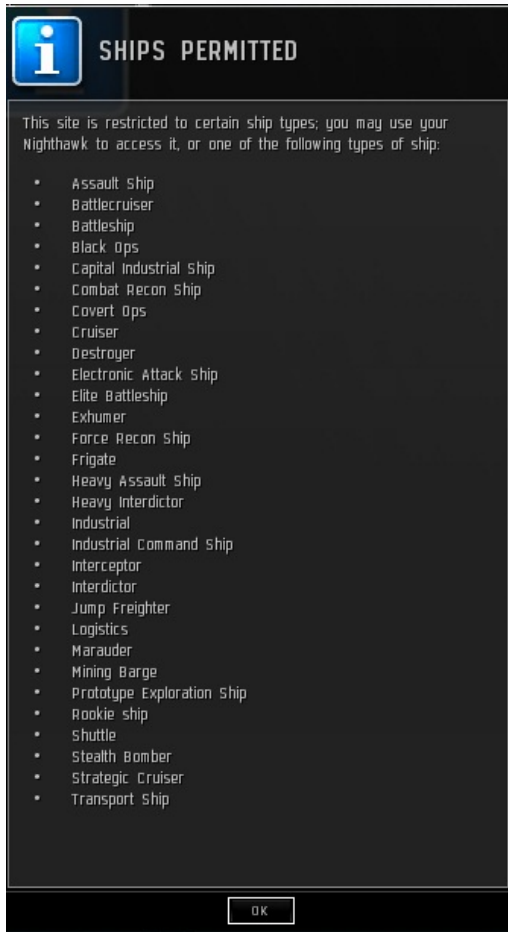 SHIPS PERMITTED
This site is restricted to certain ship types; you may use your
Nighthawk to access it, or one of the following types of ship:
• Assault Ship
• Battlecruiser
• Battleship
• Black Ops
• Capital Industrial Ship
• Combat Recon Ship
• Covert Ops
• Cruiser
• Destroyer
• Electronic Attack Ship
• Elite Battleship
• Exhumer
• Force Recon Ship
• Frigate
• Heavy Assault Ship
• Heavy Interdictor
• Industrial
• Industrial Command Ship
• Interceptor
• Interdictor
• Jump Freighter
• Logistics
• Marauder
• Mining Barge
• Prototype Exploration Ship
• Rookie ship
• Shuttle
• Stealth Bomber
• Strategic Cruiser
• Transport Ship
OK